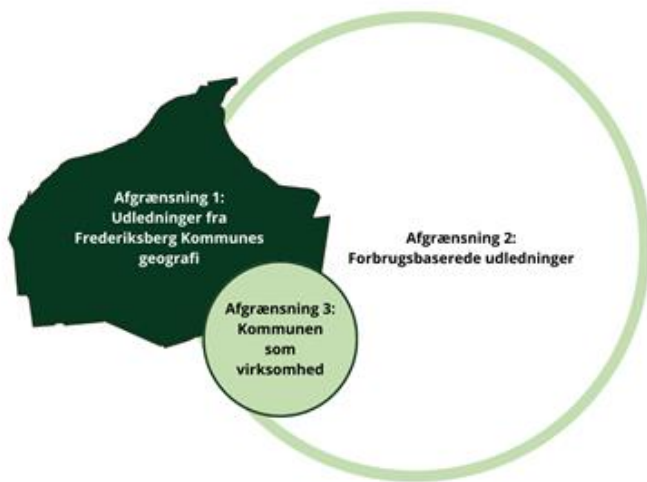 Afgrænsning 1:
Udledninger fra
Frederiksberg Kommunes
geografi
Afgrænsning 2:
Forbrugsbaserede udledninger
Afgrænsning 3:
Kommunen
som
virksomhed